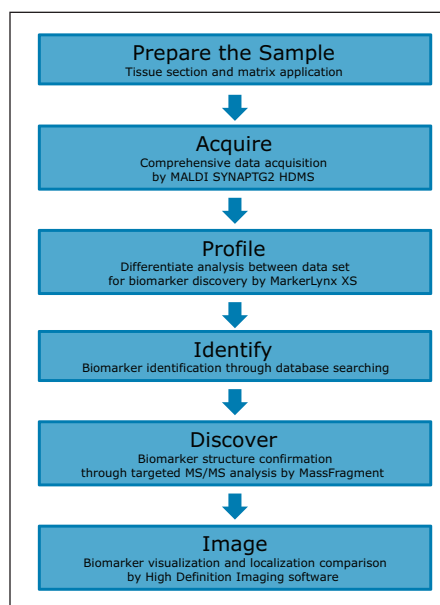 Prepare the Sample
Tissue section and matrix application
Acquire
Comprehensive data acquisition
by MALDI SYNAPTG2 HDMS
Profile
Differentiate analysis between data set
for biomarker discovery by MarkerLynx XS
Identify
Biomarker identification through database searching
Discover
Biomarker structure confirmation
through targeted MS/MS analysis by MassFragment
Image
Biomarker visualization and localization comparison
by High Definition Imaging software